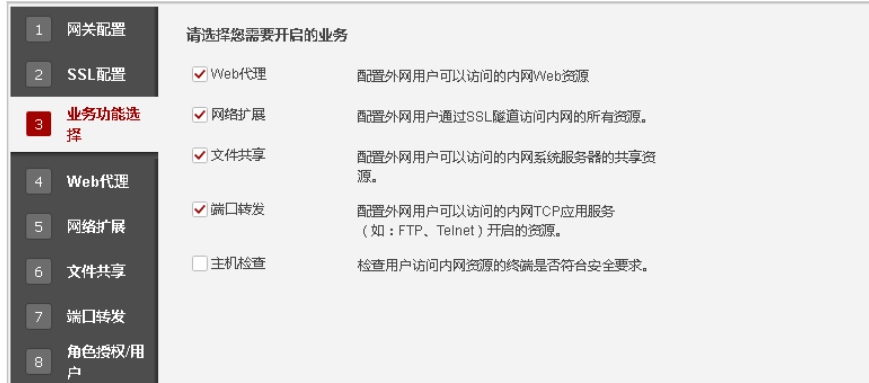 1 网关配置
2 SSL配置
3 业务功能选
择
4 Web代理
5 网络扩展
6 文件共享
7 端口转发
8 角色授权/用
户
请选择您需要开启的业务
Web代理 配置外网用户可以访问的内网Web资源
网络扩展 配置外网用户通过SSL隧道访问内网的所有资源。
文件共享 配置外网用户可以访问的内网系统服务器的共享资
源。
端口转发 配置外网用户可以访问的内网TCP应用服务
（如：FTP、Telnet）开启的资源。
主机检查 检查用户访问内网资源的终端是否符合安全要求。